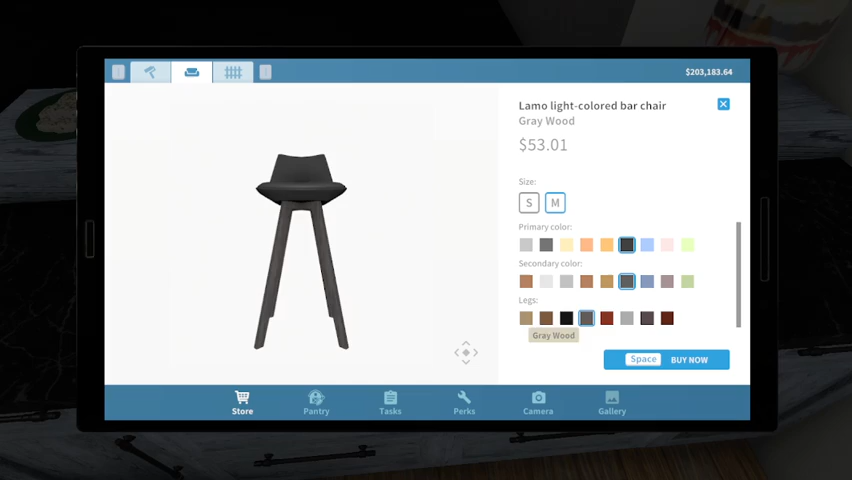 $203,183.64
Lamo light-colored bar chair
Gray Wood
$53.01
Size:
S M
Primary color:
Secondary color:
Legs:
Gray Wood
Space BUY NOW
Store Pantry Tasks Perks Camera Gallery